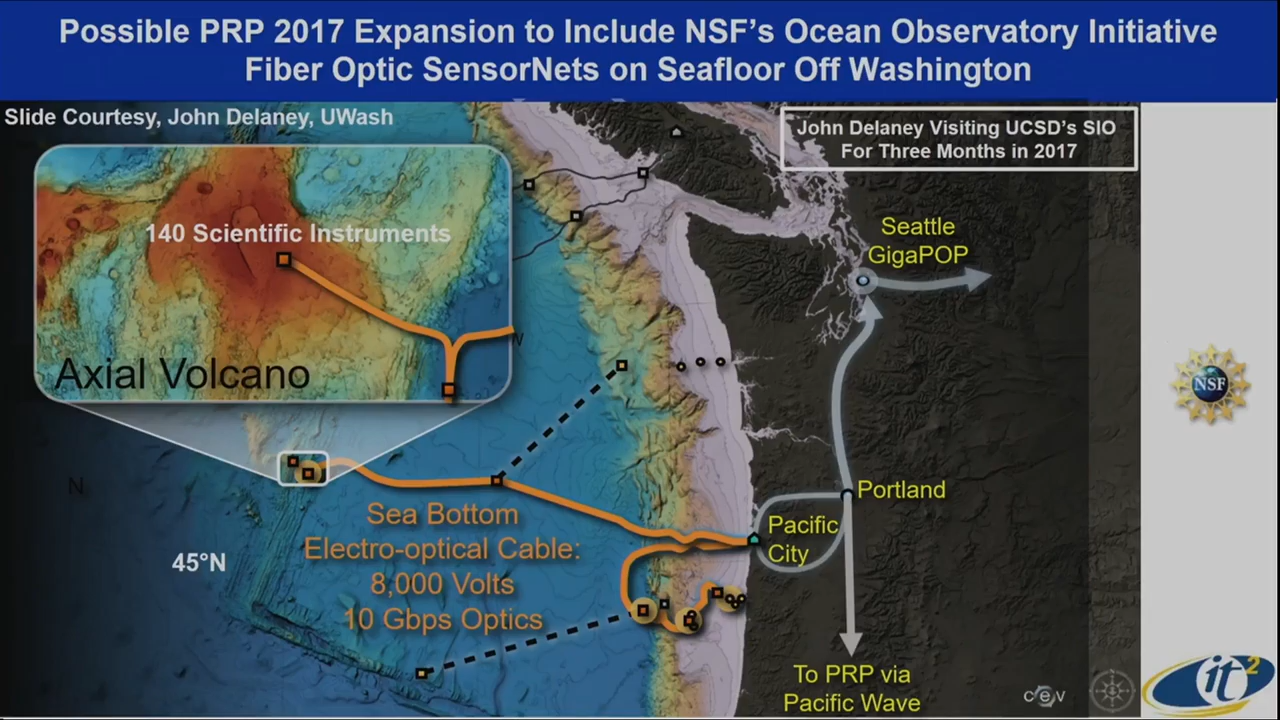 Possible PRP 2017 Expansion to Include NSF's Ocean Observatory Initiative
Fiber Optic SensorNets on Seafloor Off Washington
Slide Courtesy, John Delaney, UWash
John Delaney Visiting UCSD's SIO
For Three Months in 2017
140 Scientific Instruments
Axial Volcano
Seattle
GigaPOP
NSF
N
Portland
Pacific
City
Sea Bottom
Electro-optical Cable:
8,000 Volts
10 Gbps Optics
45°N
To PRP via
Pacific Wave
cev
it2